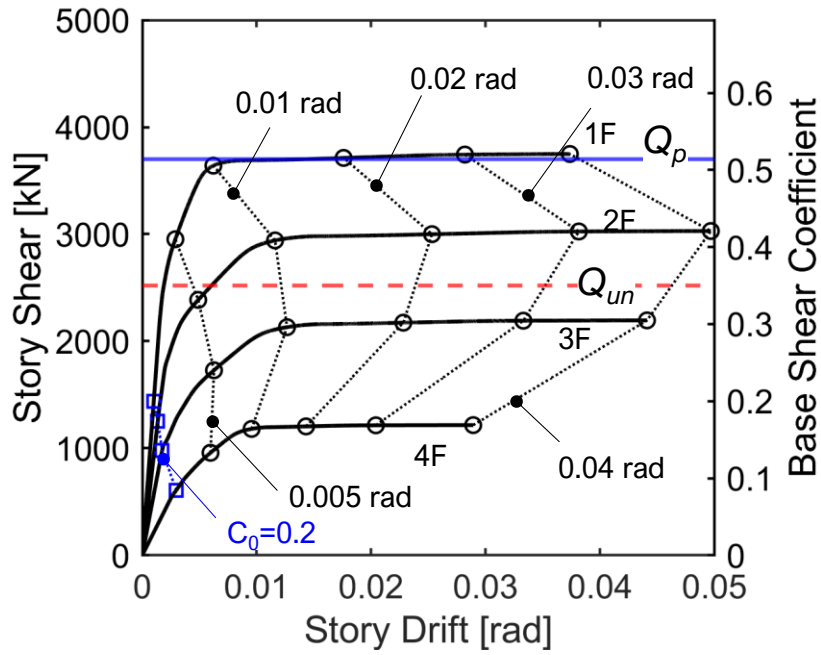 5000
4000
3000
2000
1000
0
Story Shear [kN]
0.01 rad
0.02 rad
0.03 rad
1F
Qp
2F
Qun
3F
4F
0.04 rad
0.005 rad
C0=0.2
0.6
0.5
0.4
0.3
0.2
0.1
0
Base Shear Coefficient
0 0.01 0.02 0.03 0.04 0.05
Story Drift [rad]